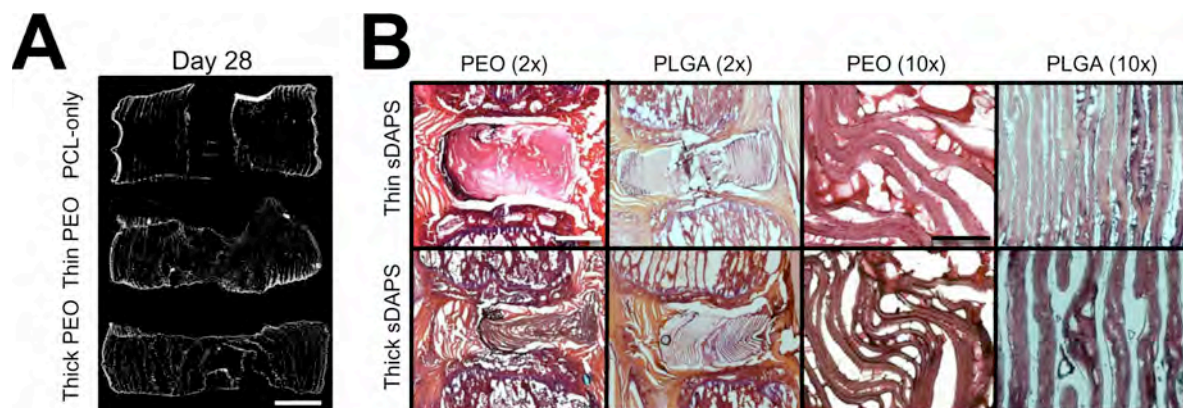 A
B
Day 28
PCL-only
Thin PEO
Thick PEO
PEO (2x)
PLGA (2x)
PEO (10x)
PLGA (10x)
Thin sDAPS
Thick sDAPS